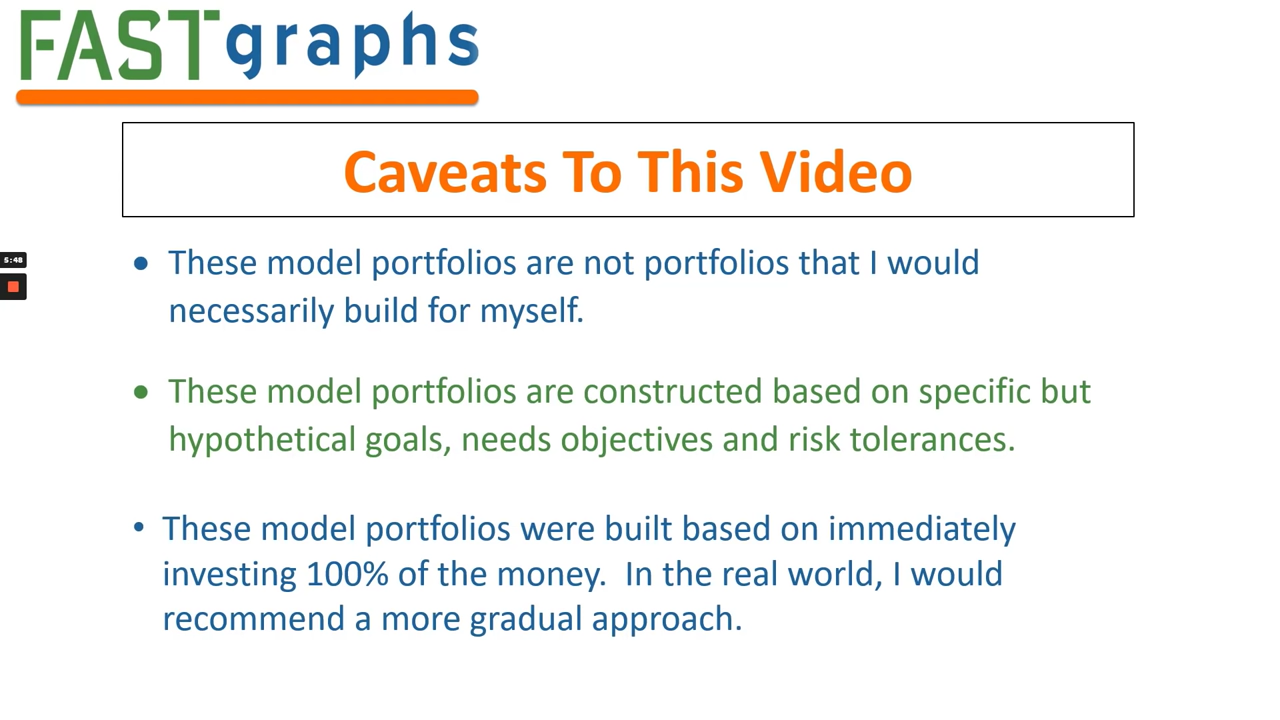 FASTgraphs
Caveats To This Video
5:48
• These model portfolios are not portfolios that I would
necessarily build for myself.
• These model portfolios are constructed based on specific but
hypothetical goals, needs objectives and risk tolerances.
• These model portfolios were built based on immediately
investing 100% of the money.  In the real world, I would
recommend a more gradual approach.